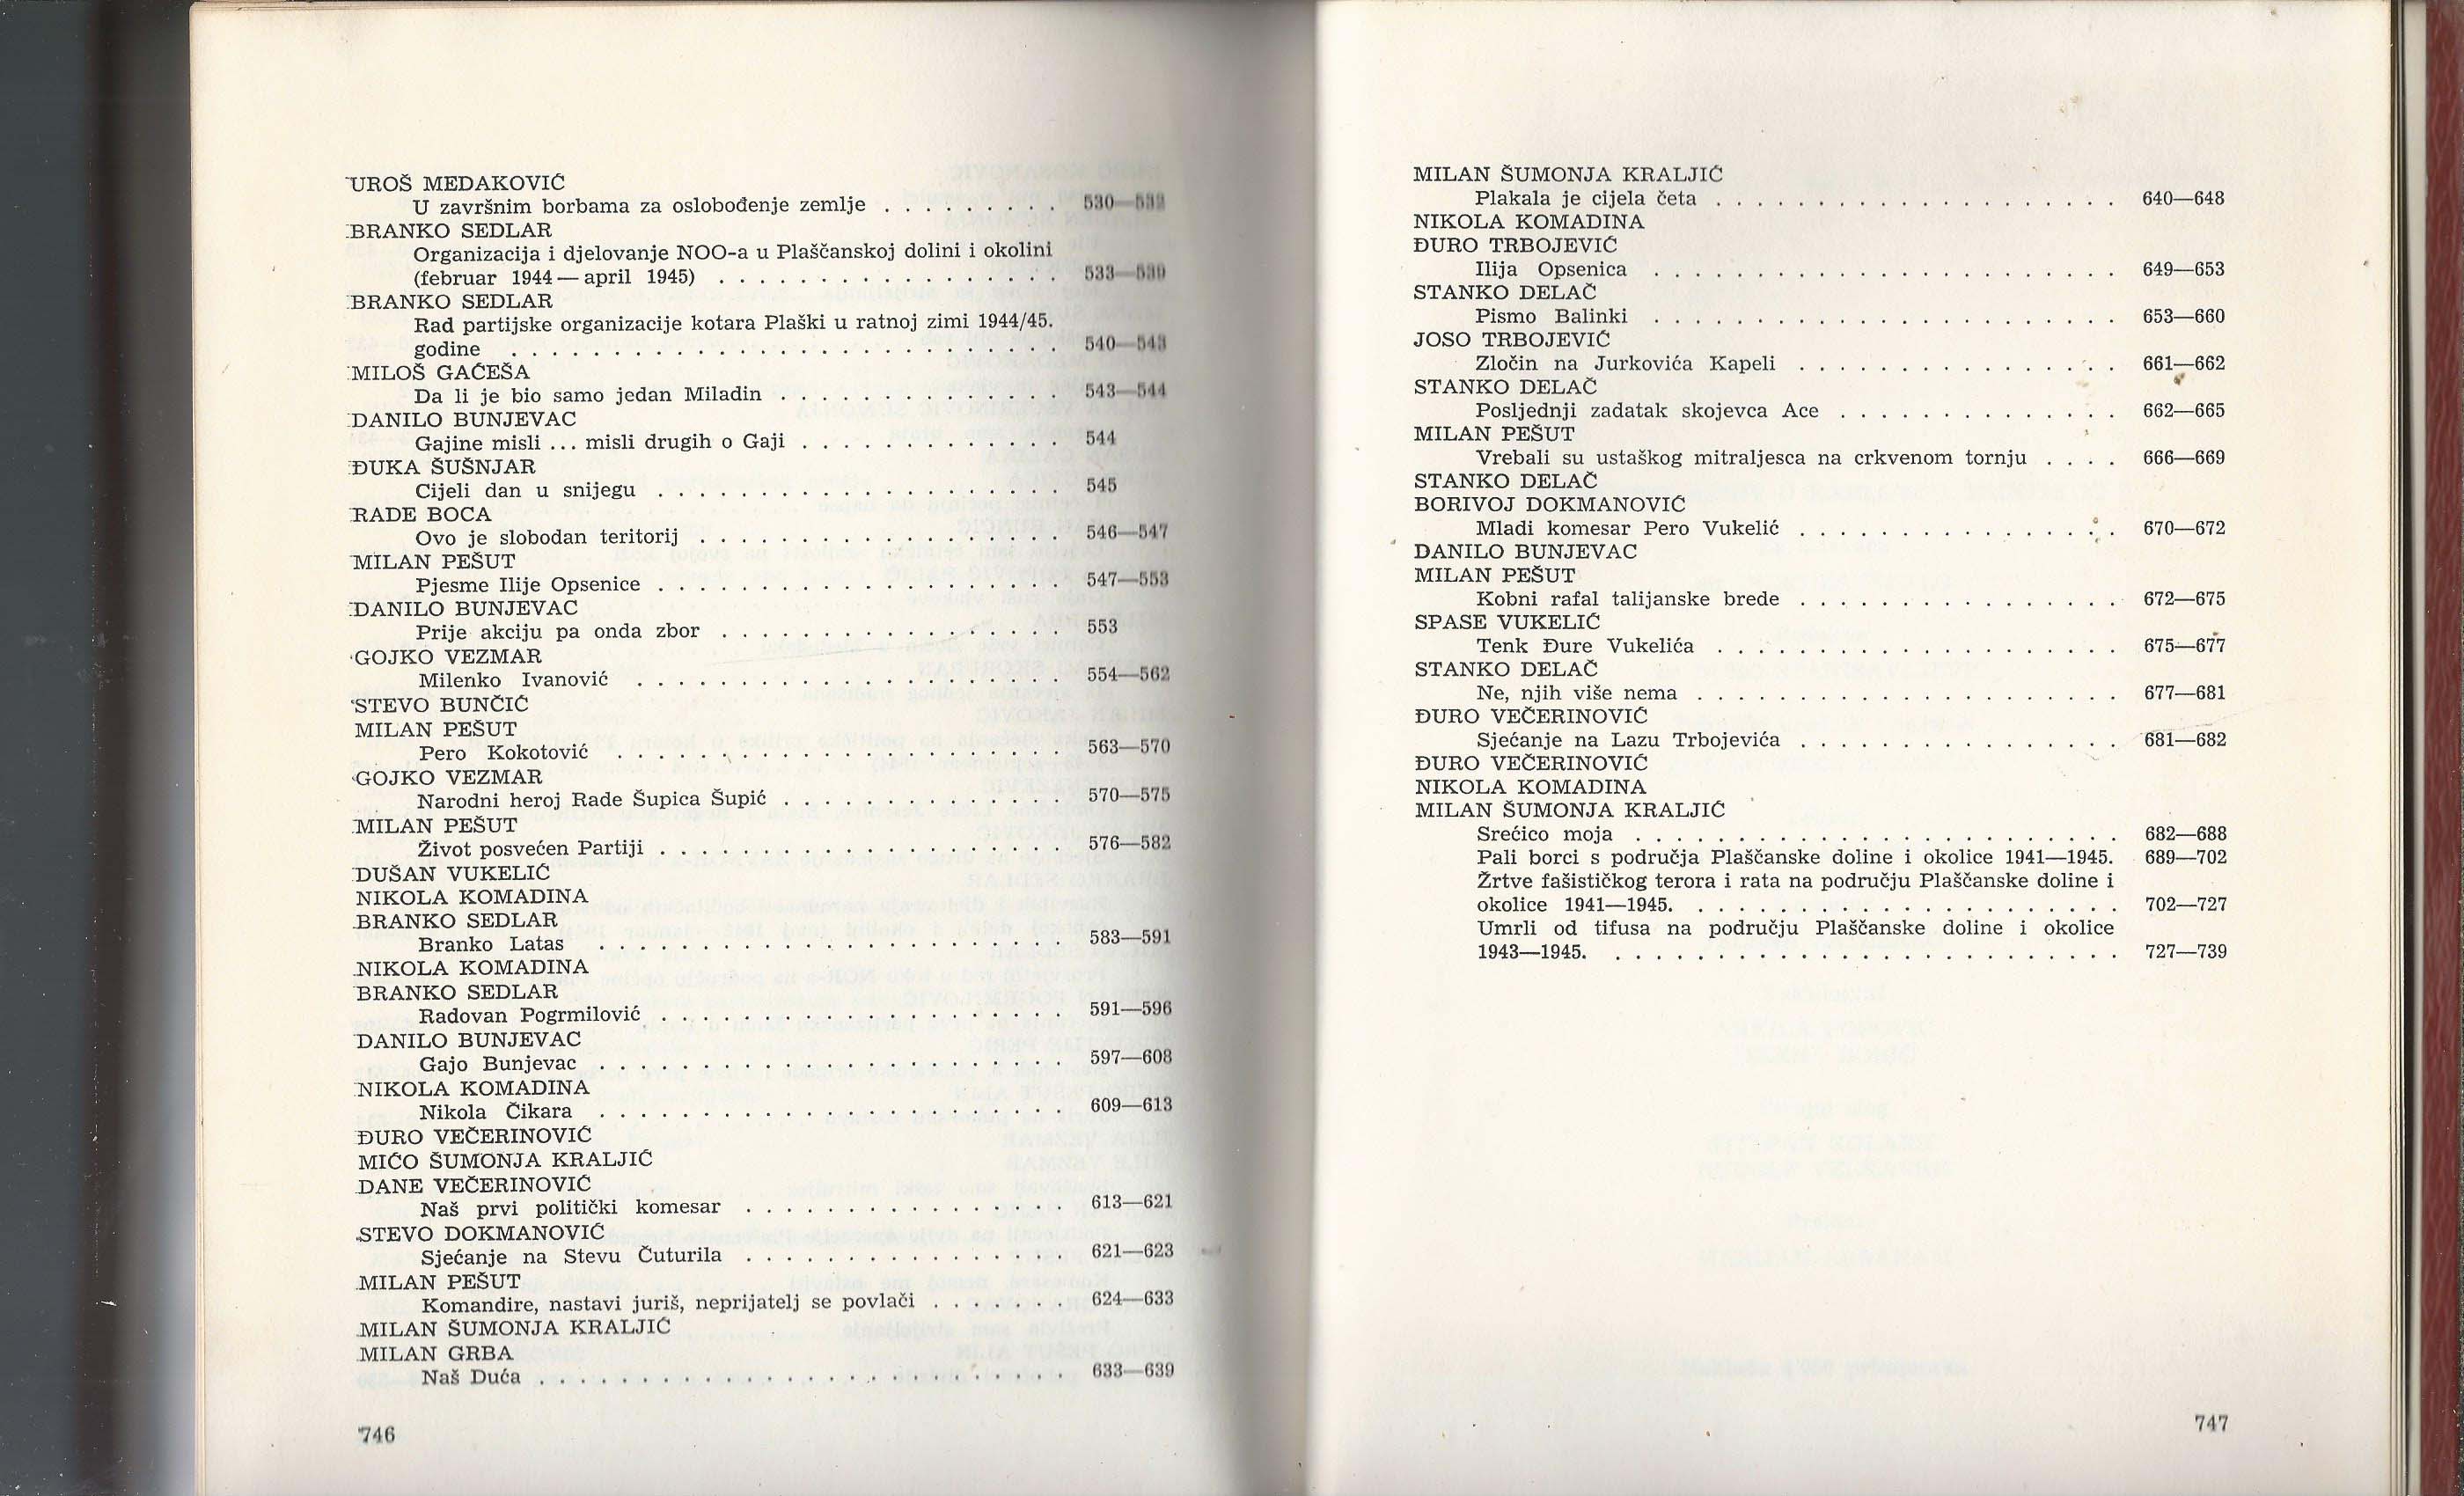 UROŠ MEDAKOVIĆ
U završnim borbama za oslobođenje zemlje . . . . . . . . . 530—532
BRANKO SEDLAR
Organizacija i djelovanje NOO-a u Plaščanskoj dolini i okolini
(februar 1944 — april 1945) . . . . . . . . . . . . . . . . . 533—539
BRANKO SEDLAR
Rad partijske organizacije kotara Plaški u ratnoj zimi 1944/45.
godine . . . . . . . . . . . . . . . . . . . . . . . . . . . 540—543
MILOŠ GAĆEŠA
Da li je bio samo jedan Miladin . . . . . . . . . . . . . . 543—544
DANILO BUNJEVAC
Gajine misli ... misli drugih o Gaji . . . . . . . . . . . . . 544
ĐUKA ŠUŠNJAR
Cijeli dan u snijegu . . . . . . . . . . . . . . . . . . . . 545
RADE BOCA
Ovo je slobodan teritorij . . . . . . . . . . . . . . . . . . 546—547
MILAN PEŠUT
Pjesme Ilije Opsenice . . . . . . . . . . . . . . . . . . . . 547—553
DANILO BUNJEVAC
Prije akciju pa onda zbor . . . . . . . . . . . . . . . . . 553
GOJKO VEZMAR
Milenko Ivanović . . . . . . . . . . . . . . . . . . . . . 554—562
STEVO BUNČIĆ
MILAN PEŠUT
Pero Kokotović . . . . . . . . . . . . . . . . . . . . . . 563—570
GOJKO VEZMAR
Narodni heroj Rade Šupica Šupić . . . . . . . . . . . . . . 570—575
MILAN PEŠUT
Život posvećen Partiji . . . . . . . . . . . . . . . . . . . . 576—582
DUŠAN VUKELIĆ
NIKOLA KOMADINA
BRANKO SEDLAR
Branko Latas . . . . . . . . . . . . . . . . . . . . . . . 583—591
NIKOLA KOMADINA
BRANKO SEDLAR
Radovan Pogrmilović . . . . . . . . . . . . . . . . . . . . 591—596
DANILO BUNJEVAC
Gajo Bunjevac . . . . . . . . . . . . . . . . . . . . . . . 597—608
NIKOLA KOMADINA
Nikola Čikara . . . . . . . . . . . . . . . . . . . . . . . 609—613
ĐURO VEČERINOVIĆ
MIĆO ŠUMONJA KRALJIĆ
DANE VEČERINOVIĆ
Naš prvi politički komesar . . . . . . . . . . . . . . . . 613—621
STEVO DOKMANOVIĆ
Sjećanje na Stevu Čuturila . . . . . . . . . . . . . . . . 621—623
MILAN PEŠUT
Komandire, nastavi juriš, neprijatelj se povlači . . . . . . . 624—633
MILAN ŠUMONJA KRALJIĆ
MILAN GRBA
Naš Duća . . . . . . . . . . . . . . . . . . . . . . . . . . 633—639
746
MILAN ŠUMONJA KRALJIĆ
Plakala je cijela četa . . . . . . . . . . . . . . . . . . . . 640—648
NIKOLA KOMADINA
ĐURO TRBOJEVIĆ
Ilija Opsenica . . . . . . . . . . . . . . . . . . . . . . . 649—653
STANKO DELAČ
Pismo Balinki . . . . . . . . . . . . . . . . . . . . . . . 653—660
JOSO TRBOJEVIĆ
Zločin na Jurkovića Kapeli . . . . . . . . . . . . . . . . 661—662
STANKO DELAČ
Posljednji zadatak skojevca Ace . . . . . . . . . . . . . . 662—665
MILAN PEŠUT
Vrebali su ustaškog mitraljesca na crkvenom tornju . . . . 666—669
STANKO DELAČ
BORIVOJ DOKMANOVIĆ
Mladi komesar Pero Vukelić . . . . . . . . . . . . . . . . 670—672
DANILO BUNJEVAC
MILAN PEŠUT
Kobni rafal talijanske brede . . . . . . . . . . . . . . . . 672—675
SPASE VUKELIĆ
Tenk Đure Vukelića . . . . . . . . . . . . . . . . . . . . 675—677
STANKO DELAČ
Ne, njih više nema . . . . . . . . . . . . . . . . . . . . . 677—681
ĐURO VEČERINOVIĆ
Sjećanje na Lazu Trbojevića . . . . . . . . . . . . . . . . 681—682
ĐURO VEČERINOVIĆ
NIKOLA KOMADINA
MILAN ŠUMONJA KRALJIĆ
Srećico moja . . . . . . . . . . . . . . . . . . . . . . . . 682—688
Pali borci s područja Plaščanske doline i okolice 1941—1945. 689—702
Žrtve fašističkog terora i rata na području Plaščanske doline i
okolice 1941—1945. . . . . . . . . . . . . . . . . . . . . . 702—727
Umrli od tifusa na području Plaščanske doline i okolice
1943—1945. . . . . . . . . . . . . . . . . . . . . . . . . . 727—739
747